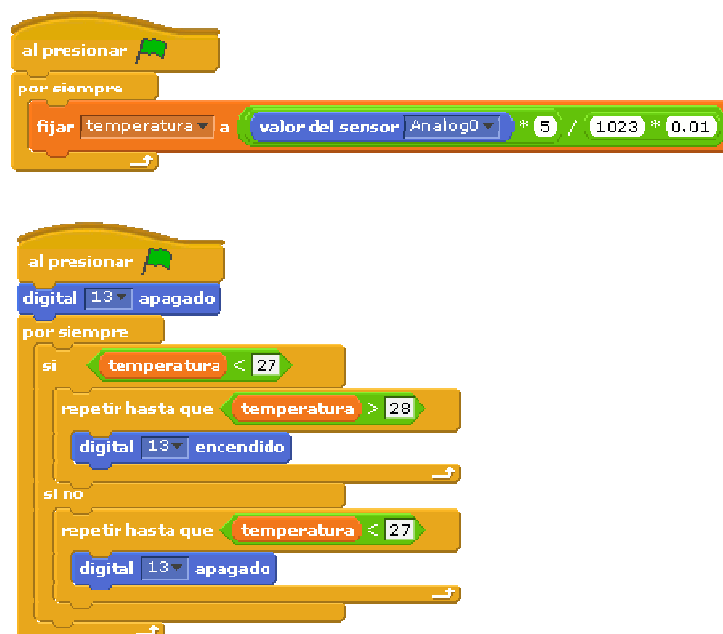 al presionar
por siempre
fijar temperatura a valor del sensor Analog0 * 5 / 1023 * 0.01
al presionar
digital 13 apagado
por siempre
si temperatura < 27
repetir hasta que temperatura > 28
digital 13 encendido
si no
repetir hasta que temperatura < 27
digital 13 apagado